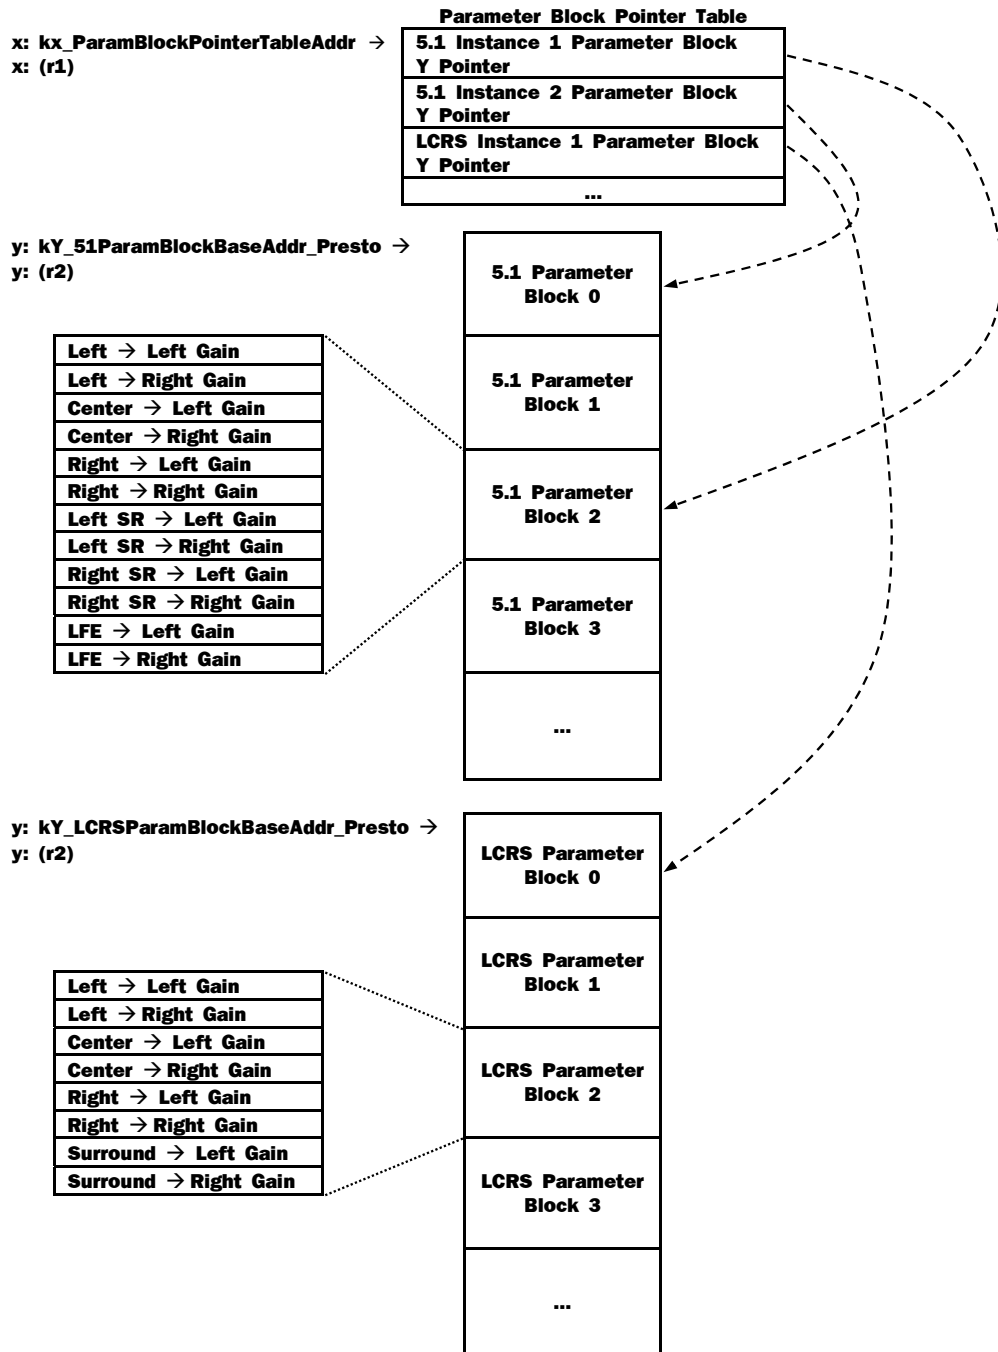 Parameter Block Pointer Table
x: kx_ParamBlockPointerTableAddr →
x: (r1)
5.1 Instance 1 Parameter Block
Y Pointer
5.1 Instance 2 Parameter Block
Y Pointer
LCRS Instance 1 Parameter Block
Y Pointer
...
y: kY_51ParamBlockBaseAddr_Presto →
y: (r2)
5.1 Parameter
Block 0
5.1 Parameter
Block 1
5.1 Parameter
Block 2
5.1 Parameter
Block 3
...
Left → Left Gain
Left → Right Gain
Center → Left Gain
Center → Right Gain
Right → Left Gain
Right → Right Gain
Left SR → Left Gain
Left SR → Right Gain
Right SR → Left Gain
Right SR → Right Gain
LFE → Left Gain
LFE → Right Gain
y: kY_LCRSParamBlockBaseAddr_Presto →
y: (r2)
LCRS Parameter
Block 0
LCRS Parameter
Block 1
LCRS Parameter
Block 2
LCRS Parameter
Block 3
...
Left → Left Gain
Left → Right Gain
Center → Left Gain
Center → Right Gain
Right → Left Gain
Right → Right Gain
Surround → Left Gain
Surround → Right Gain